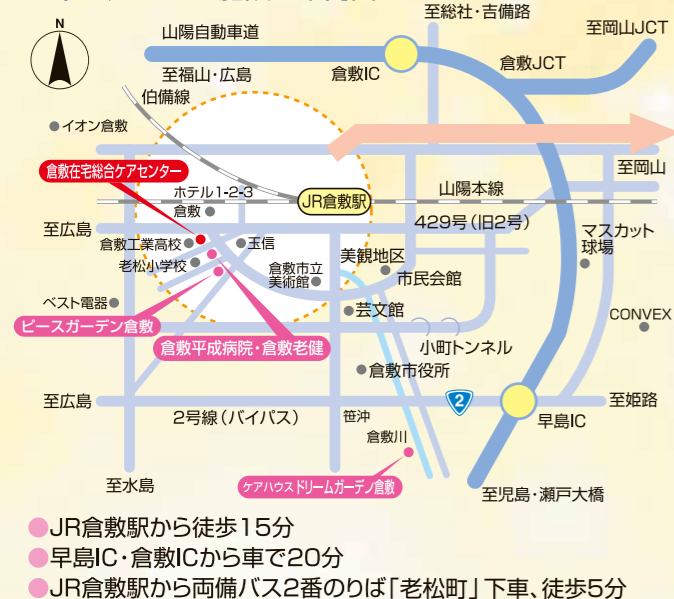 至総社・吉備路
N
山陽自動車道
至岡山JCT
倉敷JCT
至福山・広島
倉敷IC
伯備線
イオン倉敷
至岡山
倉敷在宅総合ケアセンター
ホテル1-2-3
倉敷
JR倉敷駅
山陽本線
至広島
429号(旧2号)
マスカット
球場
倉敷工業高校
玉信
美観地区
老松小学校
倉敷市立
美術館
市民会館
ベスト電器
芸文館
CONVEX
ピースガーデン倉敷
倉敷平成病院・倉敷老健
小町トンネル
倉敷市役所
至広島
2
至姫路
2号線(バイパス)
笹沖
早島IC
倉敷川
至水島
ケアハウスドリームガーデン倉敷
至児島・瀬戸大橋
●JR倉敷駅から徒歩15分
●早島IC・倉敷ICから車で20分
●JR倉敷駅から両備バス2番のりば「老松町」下車、徒歩5分